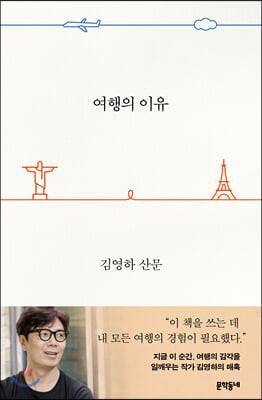 여행의 이유
김영하 산문
“이 책을 쓰는 데
내 모든 여행의 경험이 필요했다.”
지금 이 순간, 여행의 감각을
일깨우는 작가 김영하의 매혹
문학동네